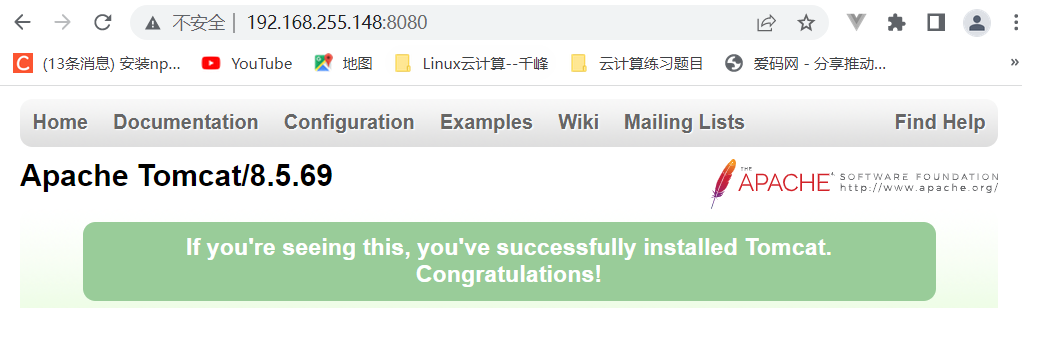 不安全 | 192.168.255.148:8080
(13条消息) 安装np... YouTube 地图 Linux云计算--千峰 云计算练习题目 爱码网 - 分享推动... »
Home Documentation Configuration Examples Wiki Mailing Lists Find Help
Apache Tomcat/8.5.69
THE APACHE SOFTWARE FOUNDATION
http://www.apache.org/
If you're seeing this, you've successfully installed Tomcat.
Congratulations!